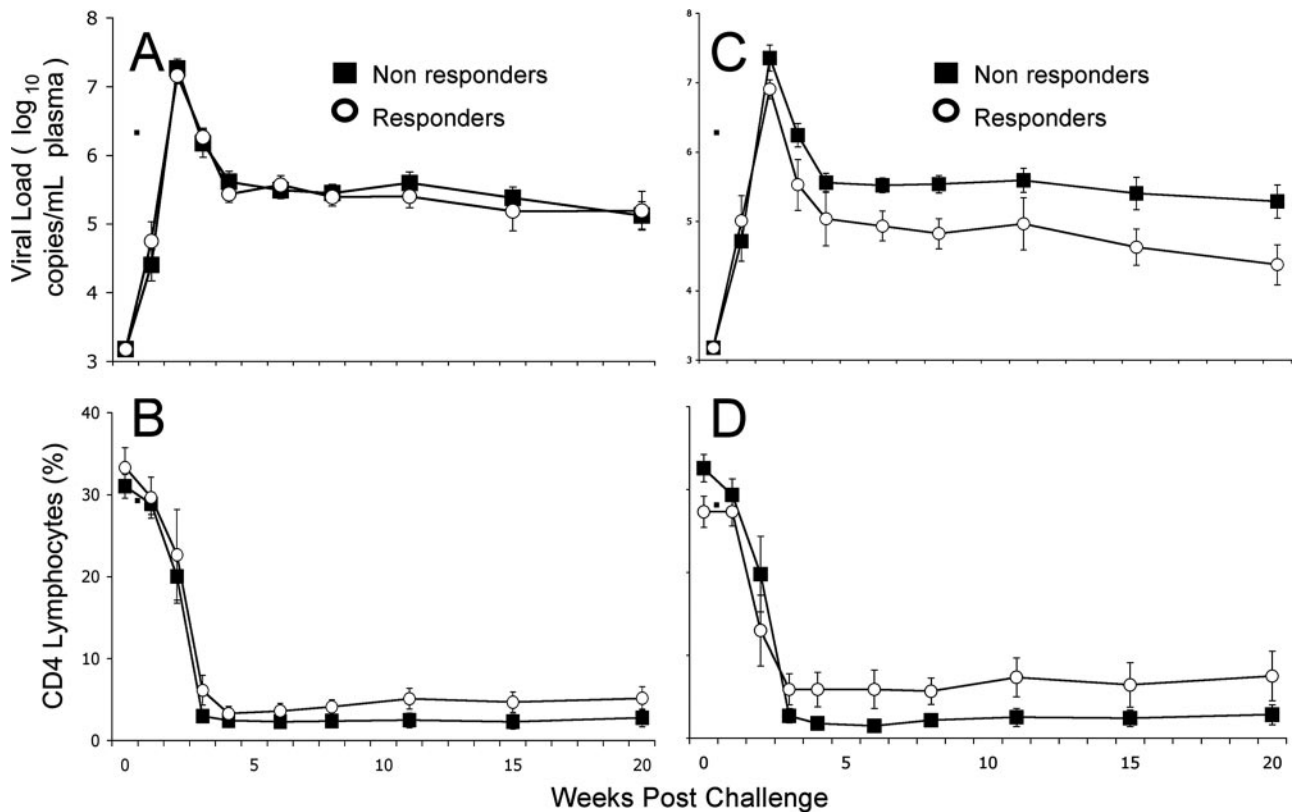 A
8
7
6
5
4
3
Viral Load ( log10
copies/mL plasma)
Non responders
Responders
C
8
7
6
5
4
3
Non responders
Responders
B
40
30
20
10
0
CD4 Lymphocytes (%)
0 5 10 15 20
D
0 5 10 15 20
Weeks Post Challenge